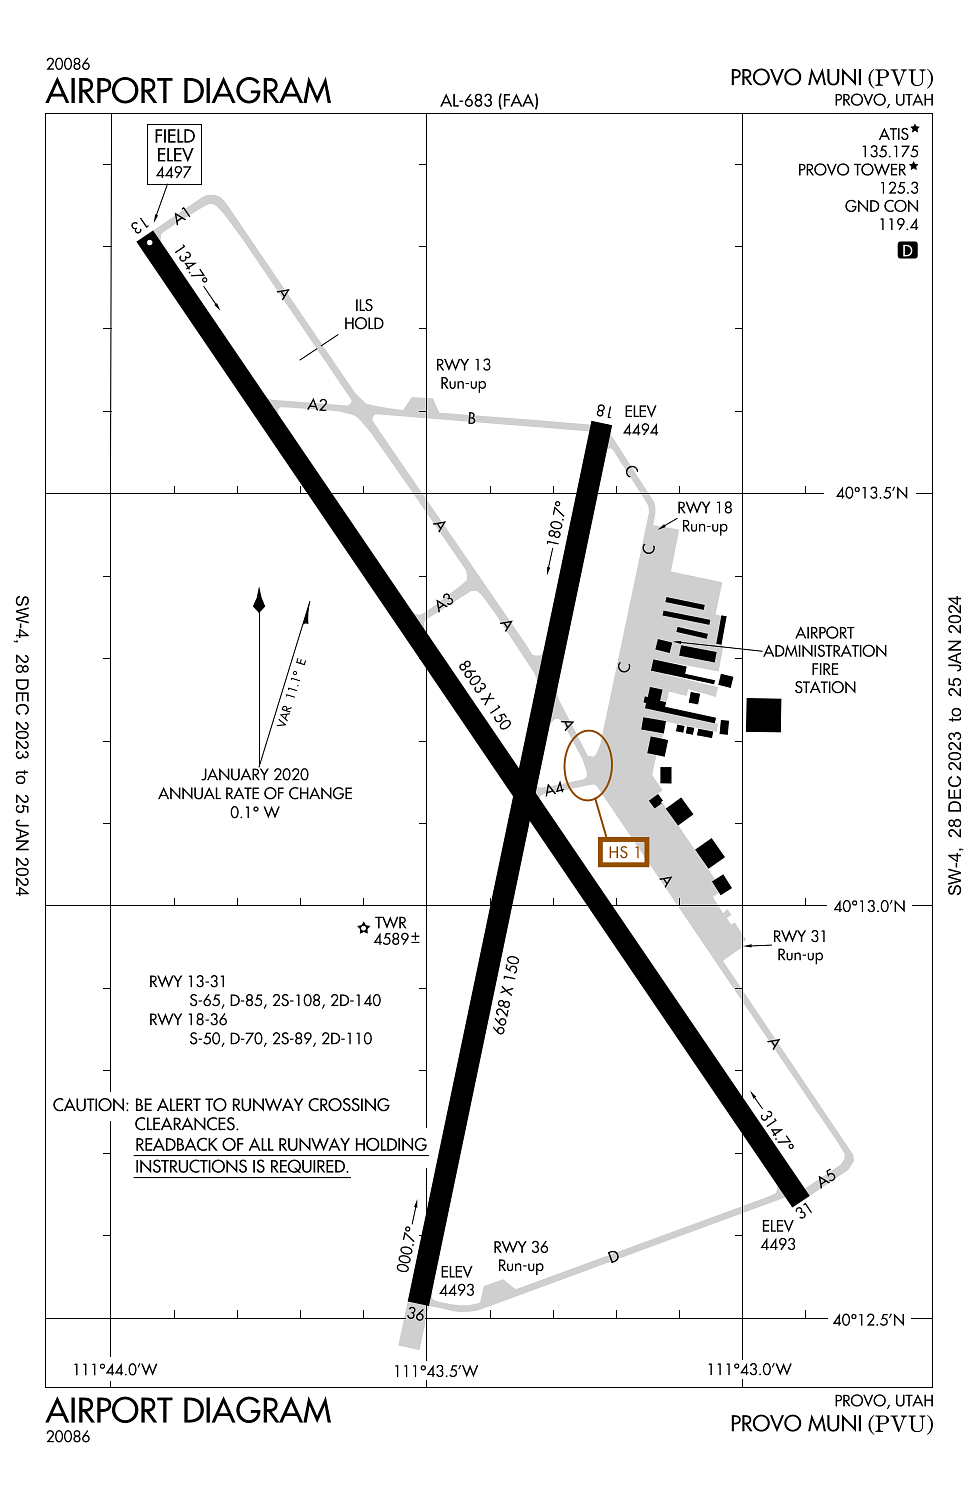 20086
AIRPORT DIAGRAM
AL-683 (FAA)
PROVO MUNI (PVU)
PROVO, UTAH
FIELD
ELEV
4497
ATIS★
135.175
PROVO TOWER★
125.3
GND CON
119.4
D
13
A1
134.7°
A
ILS
HOLD
RWY 13
Run-up
A2
B
18
ELEV
4494
C
40°13.5'N
RWY 18
Run-up
180.7°
A
C
A3
A
VAR 11.1° E
8603 X 150
C
AIRPORT
ADMINISTRATION
FIRE
STATION
A
JANUARY 2020
ANNUAL RATE OF CHANGE
0.1° W
A4
HS 1
A
40°13.0'N
TWR
4589±
RWY 31
Run-up
RWY 13-31
S-65, D-85, 2S-108, 2D-140
RWY 18-36
S-50, D-70, 2S-89, 2D-110
6628 X 150
A
CAUTION: BE ALERT TO RUNWAY CROSSING
CLEARANCES.
READBACK OF ALL RUNWAY HOLDING
INSTRUCTIONS IS REQUIRED.
314.7°
A5
31
ELEV
4493
000.7°
RWY 36
Run-up
D
ELEV
4493
36
40°12.5'N
111°44.0'W
111°43.5'W
111°43.0'W
SW-4, 28 DEC 2023 to 25 JAN 2024
SW-4, 28 DEC 2023 to 25 JAN 2024
AIRPORT DIAGRAM
20086
PROVO, UTAH
PROVO MUNI (PVU)